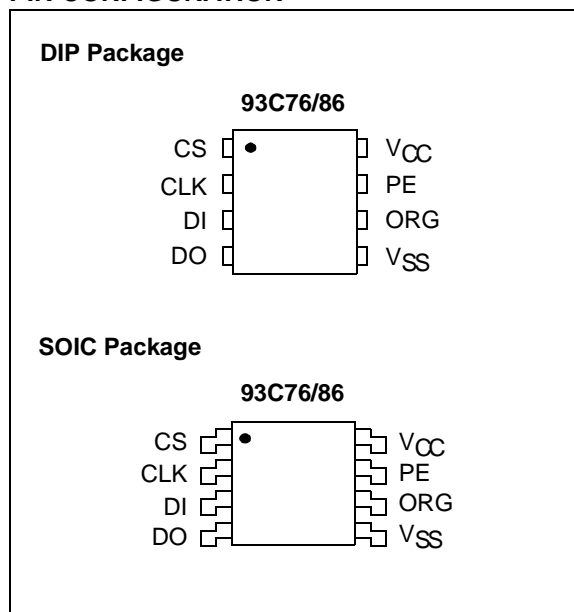 DIP Package
93C76/86
CS VCC
CLK PE
DI ORG
DO VSS
SOIC Package
93C76/86
CS VCC
CLK PE
DI ORG
DO VSS